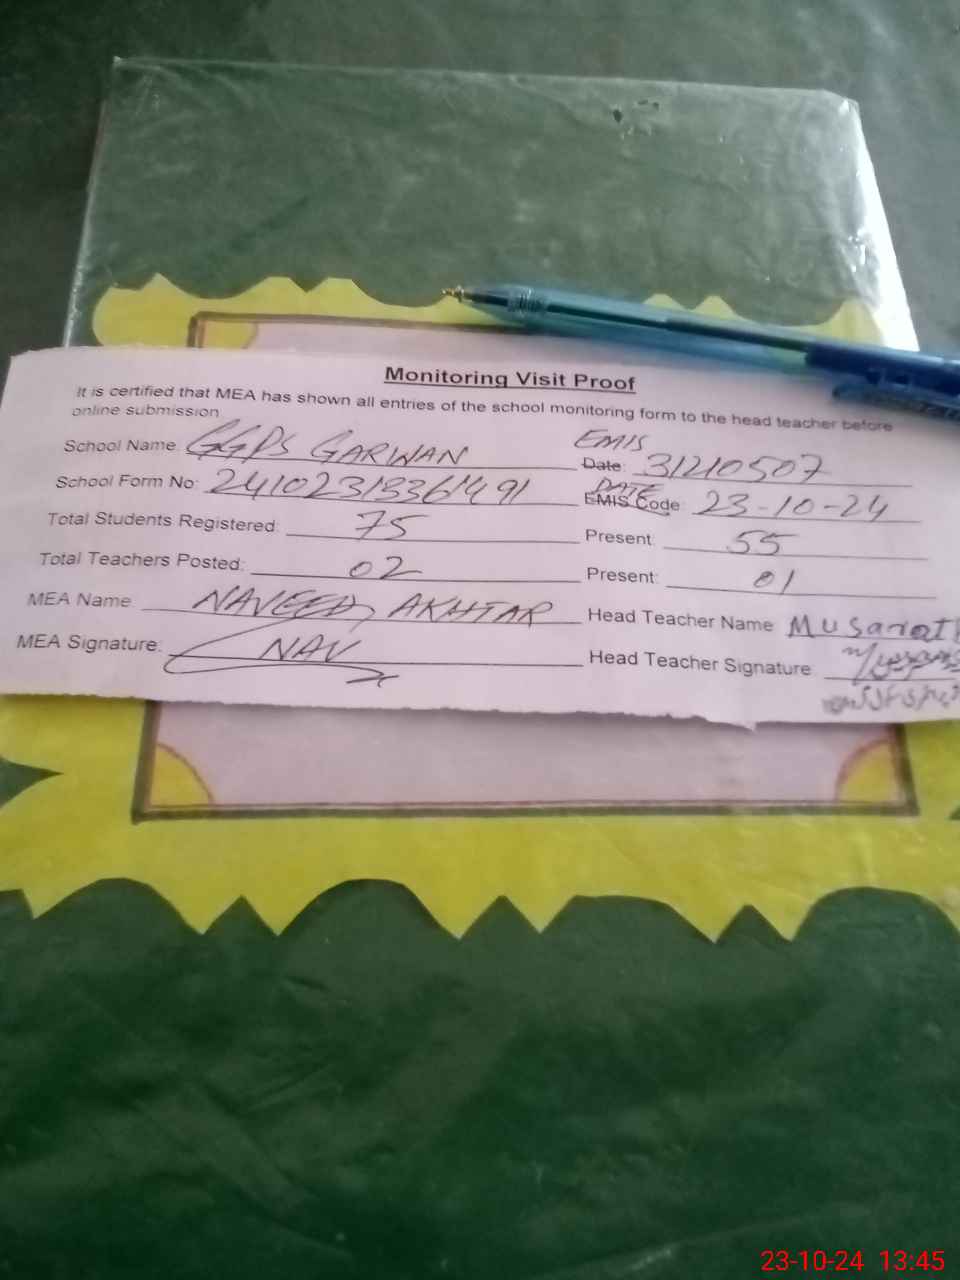 Monitoring Visit Proof
It is certified that MEA has shown all entries of the school monitoring form to the head teacher before
online submission
School Name: GGPS GARWAN EMIS Date: 31210507
School Form No: 2410231336491 DATE EMIS Code: 23-10-24
Total Students Registered: 75 Present: 55
Total Teachers Posted: 02 Present: 01
MEA Name NAVEED AKHTAR Head Teacher Name Musarat
MEA Signature: NAV Head Teacher Signature
23-10-24 13:45